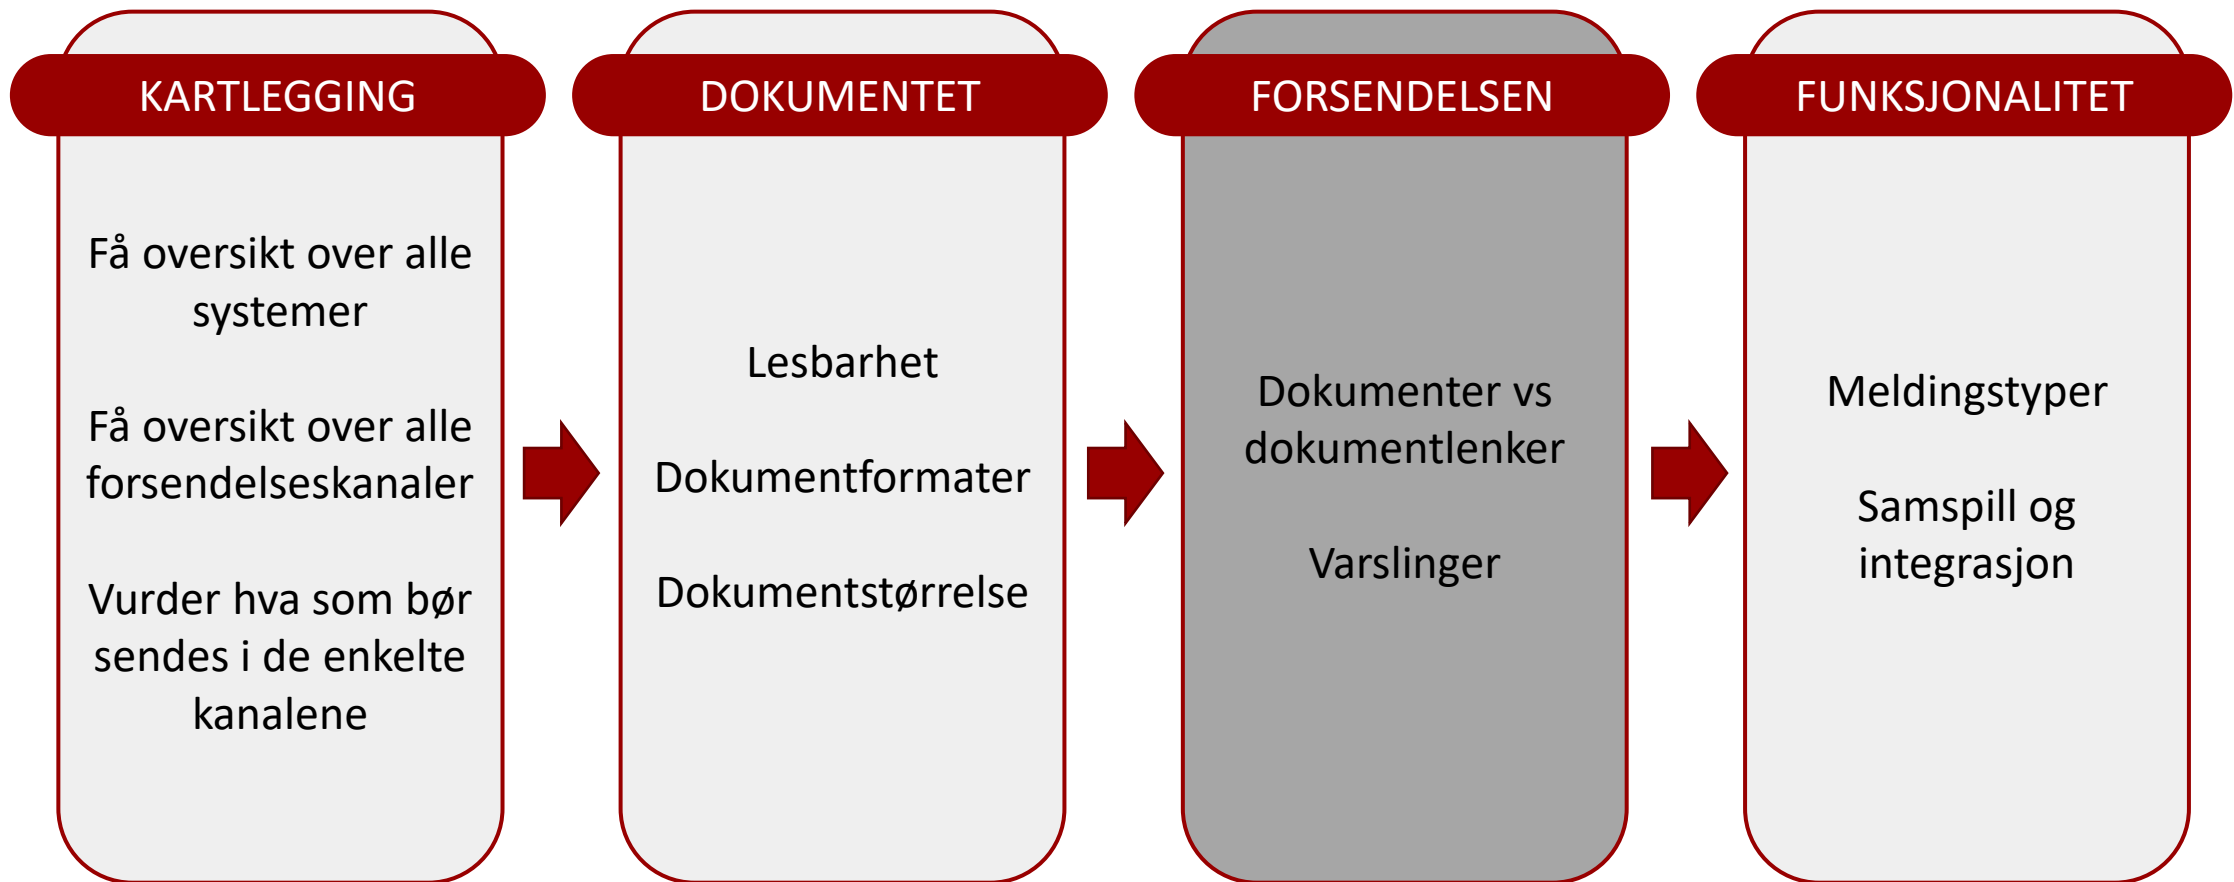 KARTLEGGING
Få oversikt over alle
systemer
Få oversikt over alle
forsendelseskanaler
Vurder hva som bør
sendes i de enkelte
kanalene
DOKUMENTET
Lesbarhet
Dokumentformater
Dokumentstørrelse
FORSENDELSEN
Dokumenter vs
dokumentlenker
Varslinger
FUNKSJONALITET
Meldingstyper
Samspill og
integrasjon